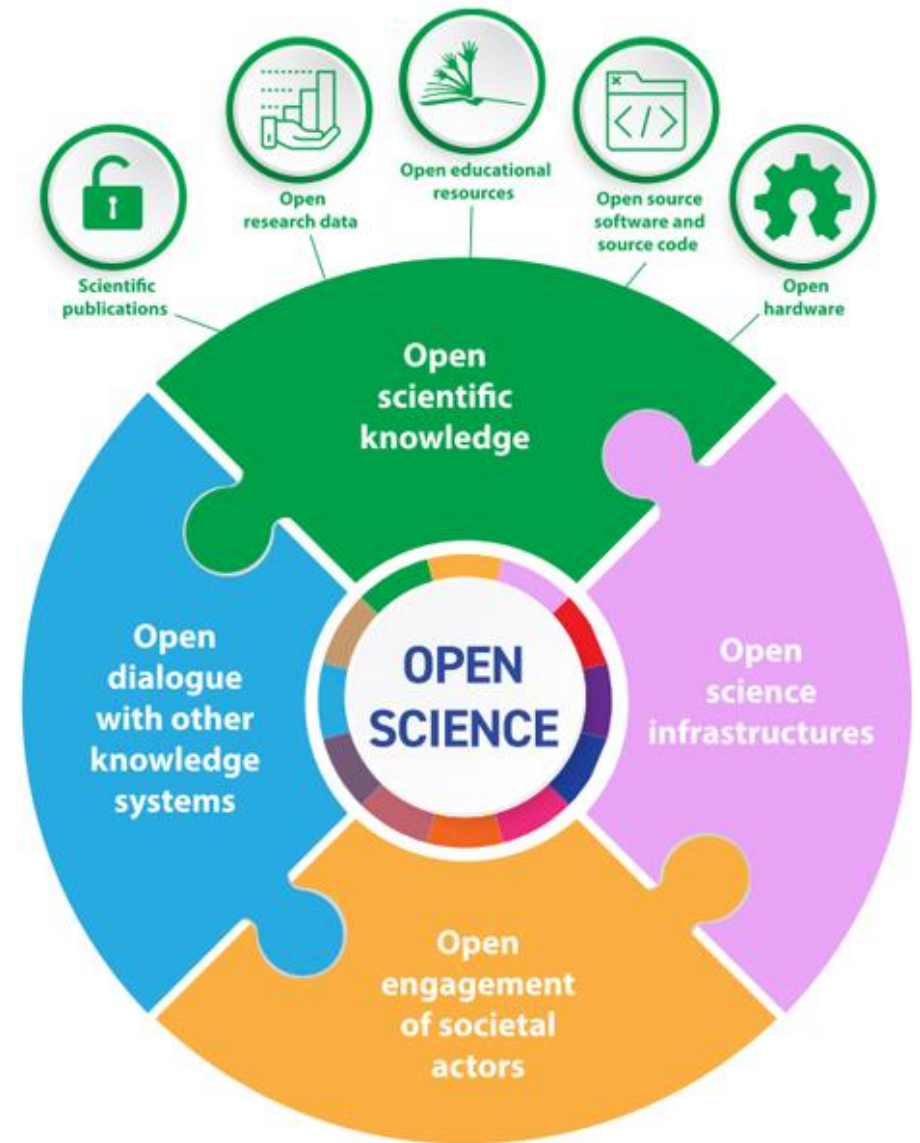 Scientific
publications
Open
research data
Open educational
resources
Open source
software and
source code
</>
Open
hardware
Open
scientific
knowledge
Open
dialogue
with other
knowledge
systems
OPEN
SCIENCE
Open
science
infrastructures
Open
engagement
of societal
actors